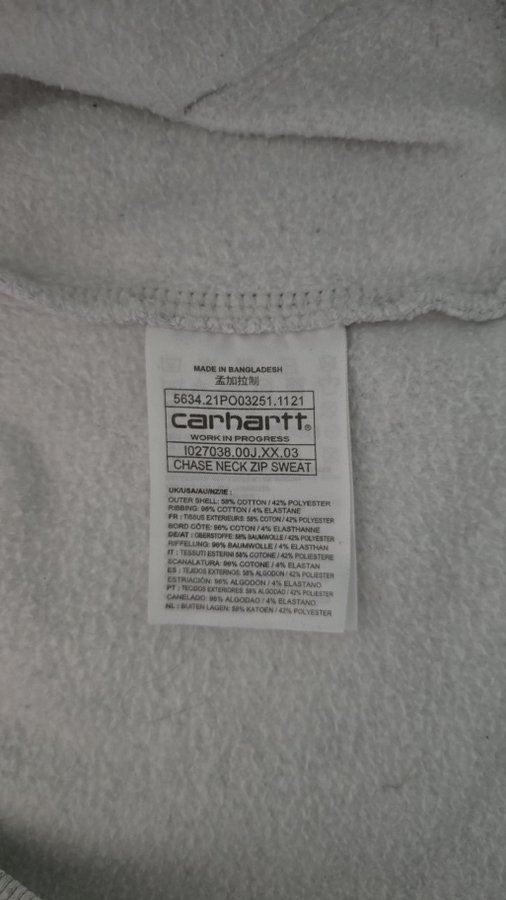 MADE IN BANGLADESH
孟加拉制
5634.21PO03251.1121
carhartt®
WORK IN PROGRESS
I027038.00J.XX.03
CHASE NECK ZIP SWEAT
UK/USA/AU/NZ/IE :
OUTER SHELL: 58% COTTON / 42% POLYESTER
RIBBING: 96% COTTON / 4% ELASTANE
FR : TISSUS EXTERIEURS: 58% COTON / 42% POLYESTER
BORD CÔTE: 96% COTON / 4% ELASTHANNE
DE/AT : OBERSTOFFE: 58% BAUMWOLLE / 42% POLYESTER
RIFFELUNG: 96% BAUMWOLLE / 4% ELASTHAN
IT : TESSUTI ESTERNI: 58% COTONE / 42% POLIESTERE
SCANALATURA: 96% COTONE / 4% ELASTAN
ES : TEJIDOS EXTERNOS: 58% ALGODON / 42% POLIESTER
ESTRIACIÓN: 96% ALGODON / 4% ELASTANO
PT : TECIDOS EXTERIORES: 58% ALGODAO / 42% POLIESTER
CANELADO: 96% ALGODAO / 4% ELASTANO
NL : BUITEN LAGEN: 58% KATOEN / 42% POLYESTER